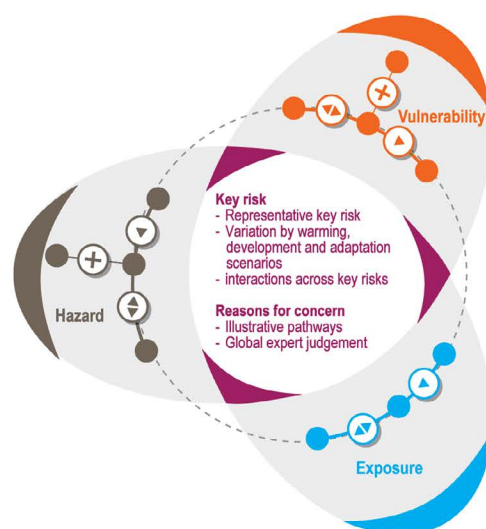 Vulnerability
Key risk
- Representative key risk
- Variation by warming,
development and adaptation
scenarios
- interactions across key risks
Hazard
Reasons for concern
- Illustrative pathways
- Global expert judgement
Exposure